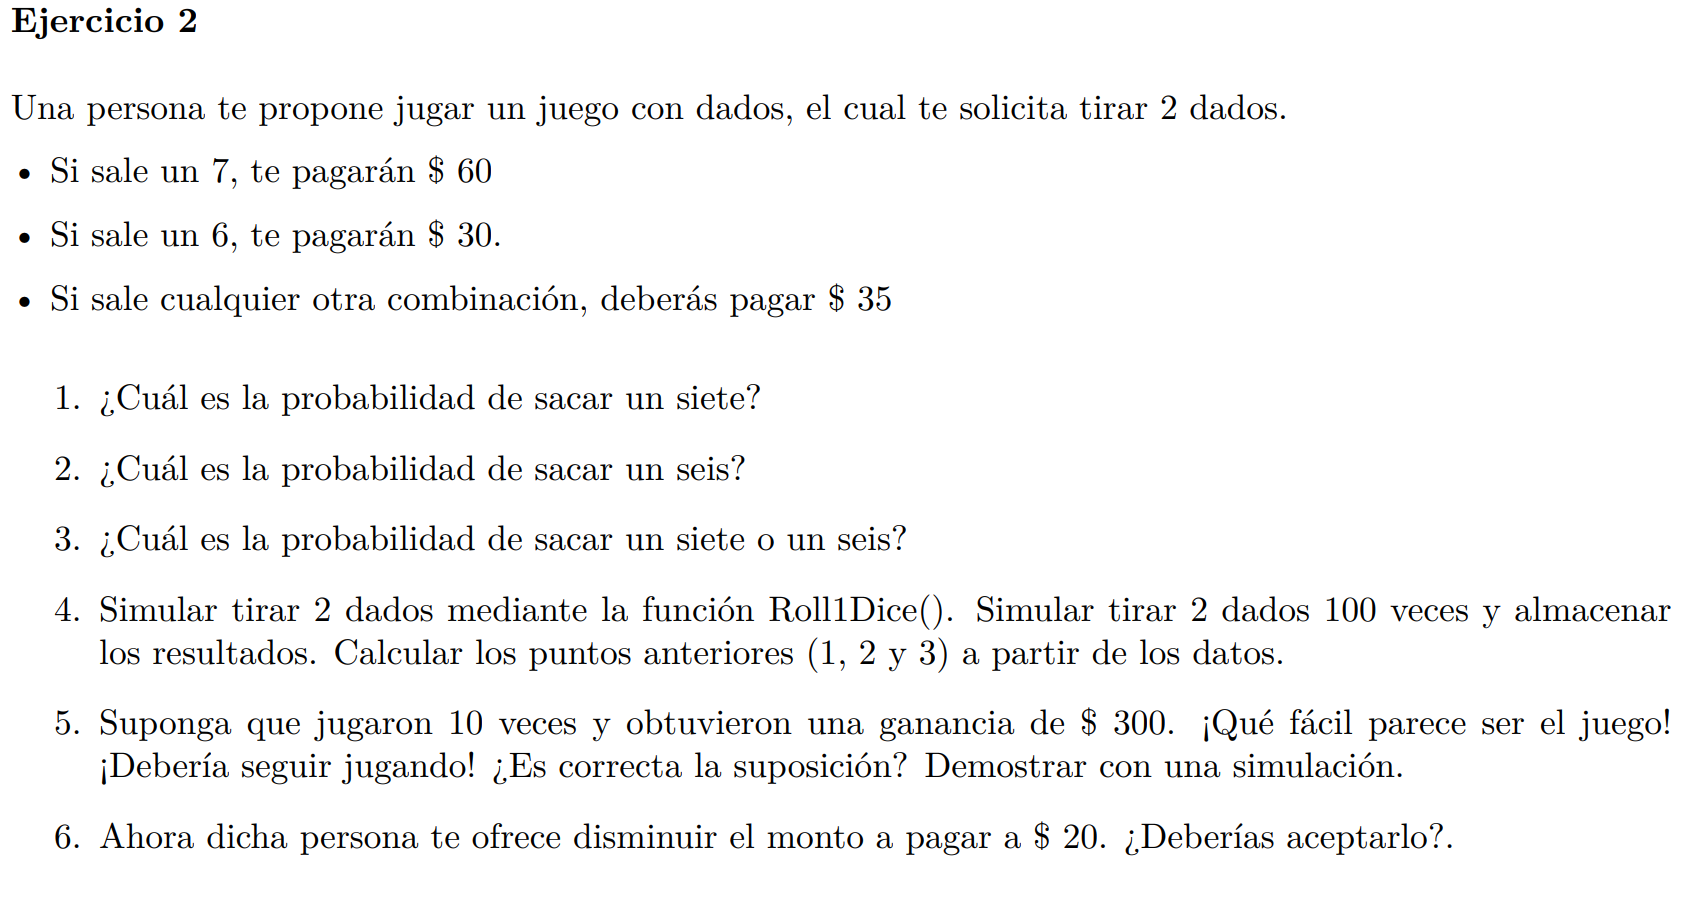 Ejercicio 2
Una persona te propone jugar un juego con dados, el cual te solicita tirar 2 dados.
• Si sale un 7, te pagarán $ 60
• Si sale un 6, te pagarán $ 30.
• Si sale cualquier otra combinación, deberás pagar $ 35
1. ¿Cuál es la probabilidad de sacar un siete?
2. ¿Cuál es la probabilidad de sacar un seis?
3. ¿Cuál es la probabilidad de sacar un siete o un seis?
4. Simular tirar 2 dados mediante la función Roll1Dice(). Simular tirar 2 dados 100 veces y almacenar
los resultados. Calcular los puntos anteriores (1, 2 y 3) a partir de los datos.
5. Suponga que jugaron 10 veces y obtuvieron una ganancia de $ 300. ¡Qué fácil parece ser el juego!
¡Debería seguir jugando! ¿Es correcta la suposición? Demostrar con una simulación.
6. Ahora dicha persona te ofrece disminuir el monto a pagar a $ 20. ¿Deberías aceptarlo?.